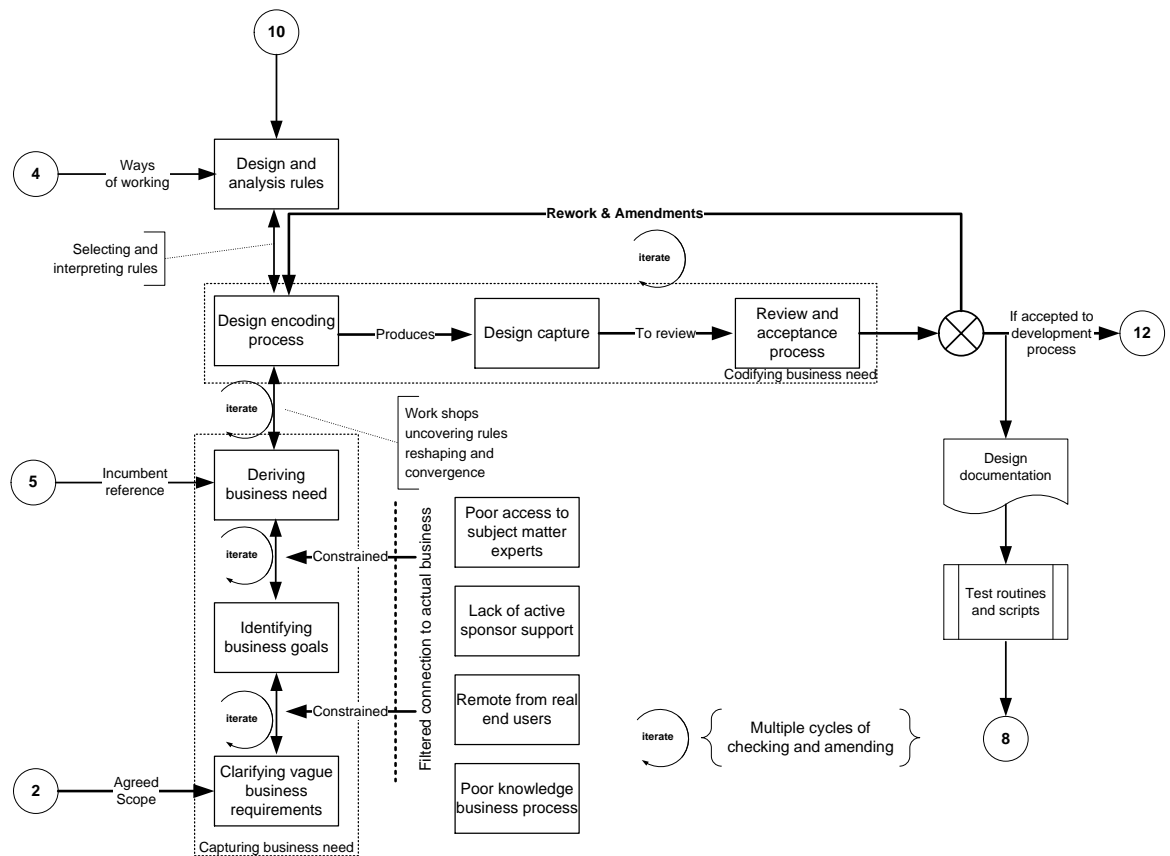 10
4
Ways
of working
Design and
analysis rules
Rework & Amendments
Selecting and
interpreting rules
iterate
Design encoding
process
Produces
Design capture
To review
Review and
acceptance
process
If accepted to
development
process
12
Codifying business need
iterate
Work shops
uncovering rules
reshaping and
convergence
5
Incumbent
reference
Deriving
business need
Design
documentation
iterate
Constrained
Filtered connection to actual business
Poor access to
subject matter
experts
Test routines
and scripts
Identifying
business goals
Lack of active
sponsor support
iterate
Constrained
Remote from real
end users
iterate
Multiple cycles of
checking and amending
8
2
Agreed
Scope
Clarifying vague
business
requirements
Poor knowledge
business process
Capturing business need